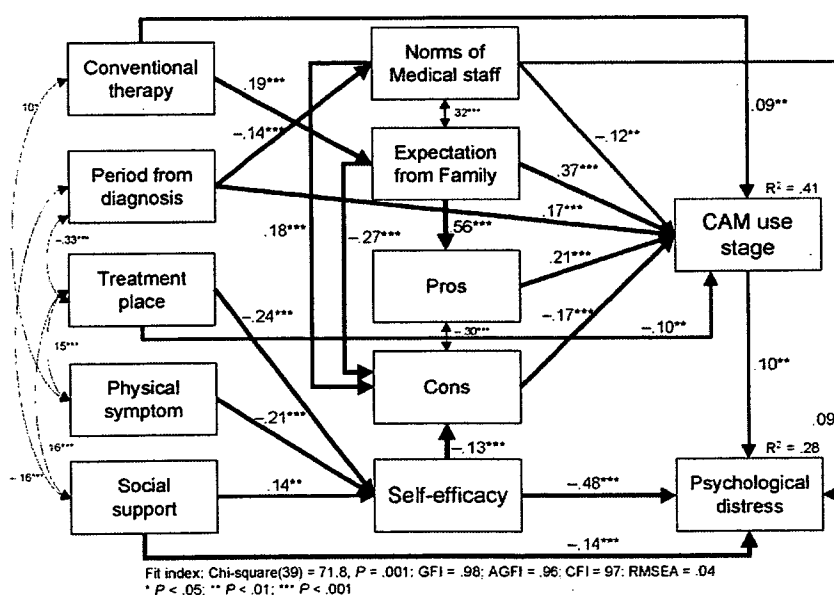 Conventional
therapy
Norms of
Medical staff
.19***
.09**
10*
−.14***
.32***
−.12**
Period from
diagnosis
Expectation
from Family
.37***
R² = .41
.17***
CAM use
stage
−.33***
.18***
−.27***
.56***
Treatment
place
Pros
.21***
−.24***
−.17***
−.30***
−.10**
.15***
Physical
symptom
Cons
.10**
−.21***
.09
.16***
−.13***
R² = .28
−.16***
Social
support
.14**
Self-efficacy
−.48***
Psychological
distress
−.14***
Fit index: Chi-square(39) = 71.8, P = .001; GFI = .98; AGFI = .96; CFI = 97; RMSEA = .04
* P < .05; ** P < .01; *** P < .001